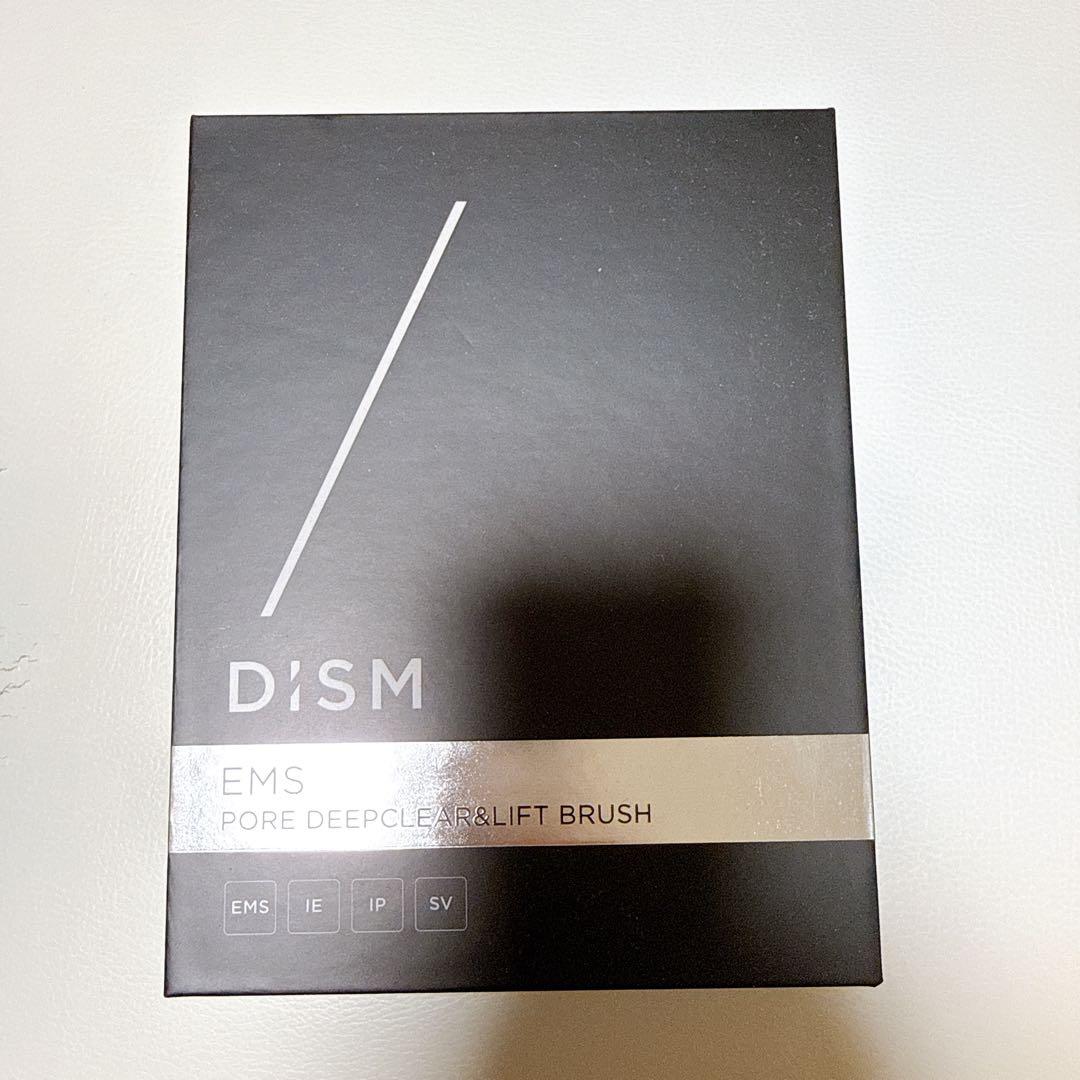 DISM
EMS
PORE DEEPCLEAR&LIFT BRUSH
EMS IE IP SV